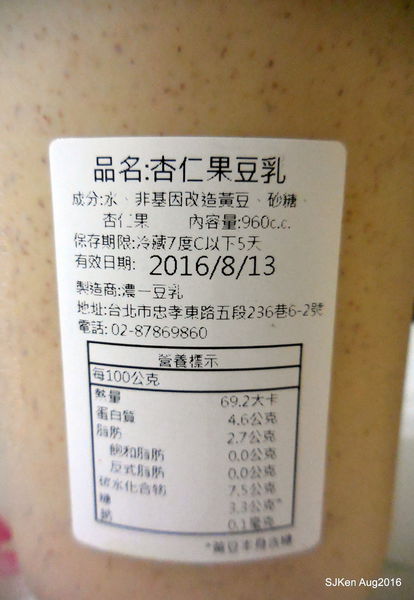 品名:杏仁果豆乳
成分:水、非基因改造黃豆、砂糖、
杏仁果 內容量:960c.c.
保存期限:冷藏7度C以下5天
有效日期: 2016/8/13
製造商:濃一豆乳
地址:台北市忠孝東路五段236巷6-2號
電話: 02-87869860
營養標示
每100公克
熱量 69.2大卡
蛋白質 4.6公克
脂肪 2.7公克
飽和脂肪 0.0公克
反式脂肪 0.0公克
碳水化合物 7.5公克
糖 3.3公克*
鈉 0.1毫克
*黃豆本身含糖
SJKen Aug2016